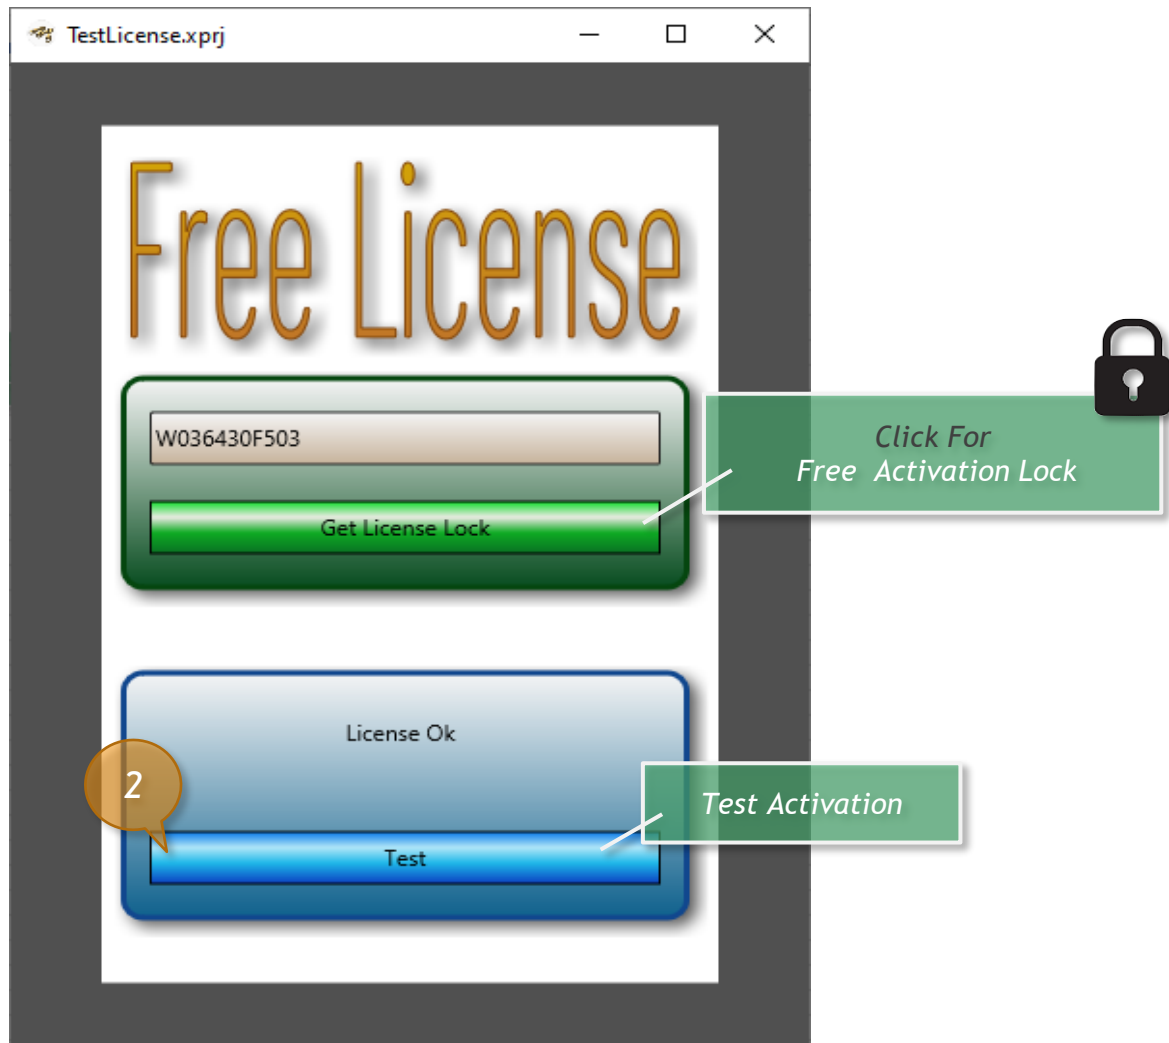 TestLicense.xprj
Free License
W036430F503
Click For
Free Activation Lock
Get License Lock
License Ok
2
Test Activation
Test